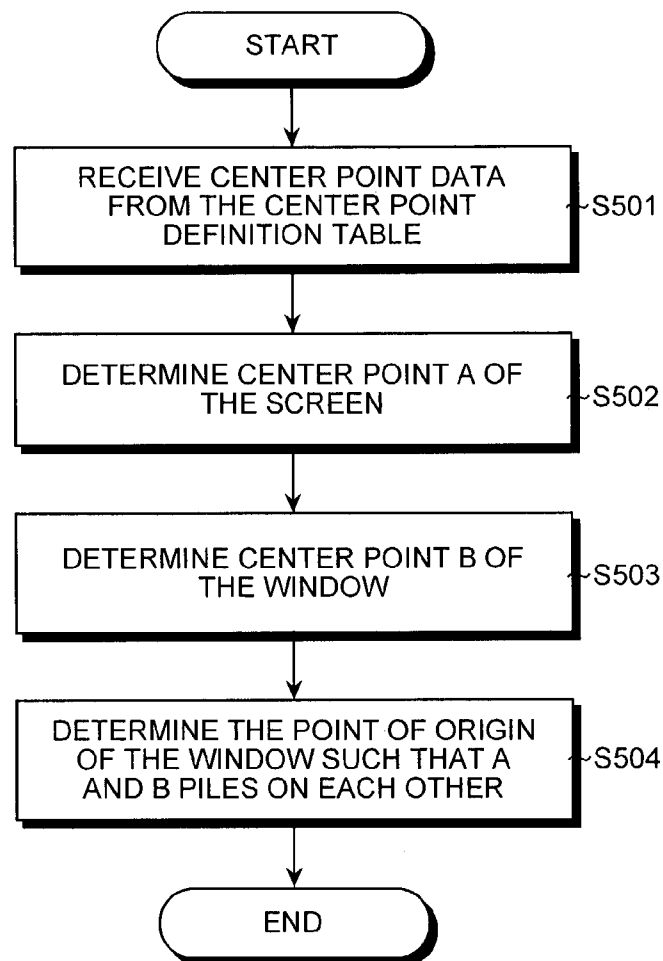 START
RECEIVE CENTER POINT DATA
FROM THE CENTER POINT
DEFINITION TABLE
S501
DETERMINE CENTER POINT A OF
THE SCREEN
S502
DETERMINE CENTER POINT B OF
THE WINDOW
S503
DETERMINE THE POINT OF ORIGIN
OF THE WINDOW SUCH THAT A
AND B PILES ON EACH OTHER
S504
END